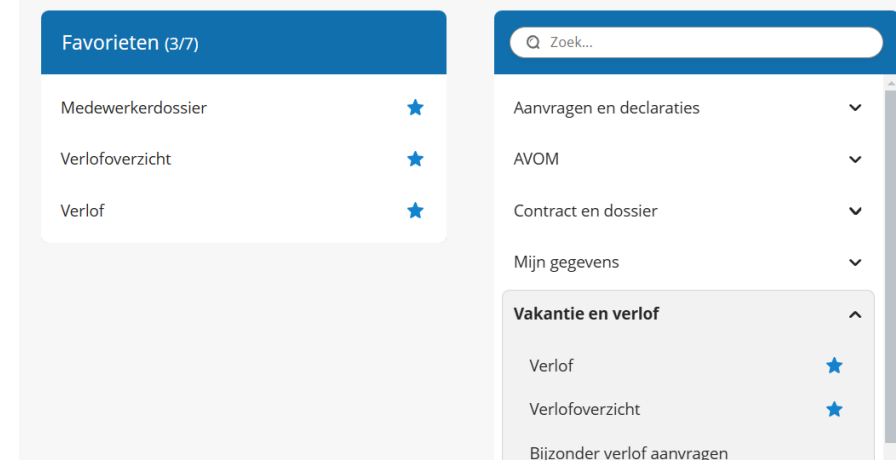 Favorieten (3/7)
Medewerkerdossier
Verlofoverzicht
Verlof
Zoek...
Aanvragen en declaraties
AVOM
Contract en dossier
Mijn gegevens
Vakantie en verlof
Verlof
Verlofoverzicht
Bijzonder verlof aanvragen